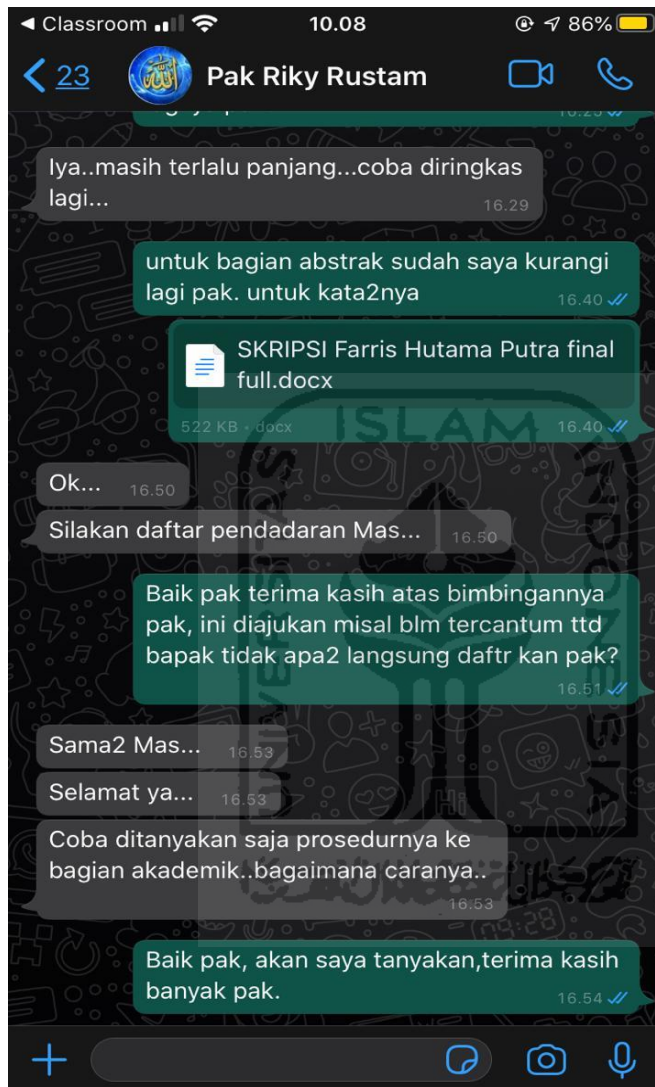 Classroom
10.08
86%
23
Pak Riky Rustam
Iya..masih terlalu panjang...coba diringkas
lagi...
16.29
untuk bagian abstrak sudah saya kurangi
lagi pak. untuk kata2nya
16.40
SKRIPSI Farris Hutama Putra final
full.docx
522 KB • docx
16.40
Ok...
16.50
Silakan daftar pendadaran Mas...
16.50
Baik pak terima kasih atas bimbingannya
pak, ini diajukan misal blm tercantum ttd
bapak tidak apa2 langsung daftr kan pak?
16.51
Sama2 Mas...
16.53
Selamat ya...
16.53
Coba ditanyakan saja prosedurnya ke
bagian akademik..bagaimana caranya..
16.53
Baik pak, akan saya tanyakan,terima kasih
banyak pak.
16.54
UNIVERSITAS
ISLAM
INDONESIA